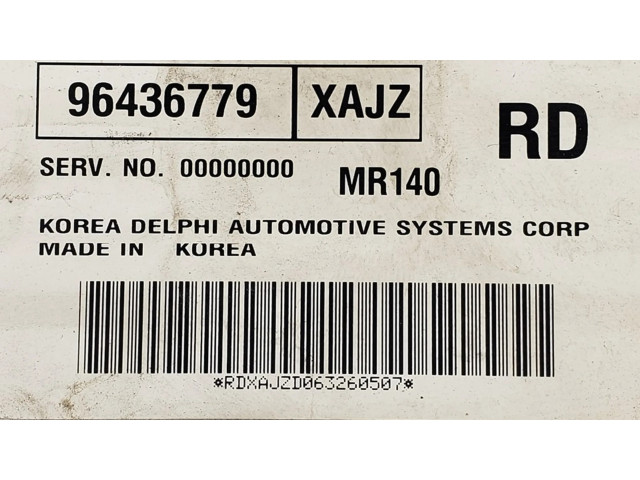 96436779 XAJZ RD
SERV. NO. 00000000 MR140
KOREA DELPHI AUTOMOTIVE SYSTEMS CORP
MADE IN KOREA
*RDXAJZD063260507*